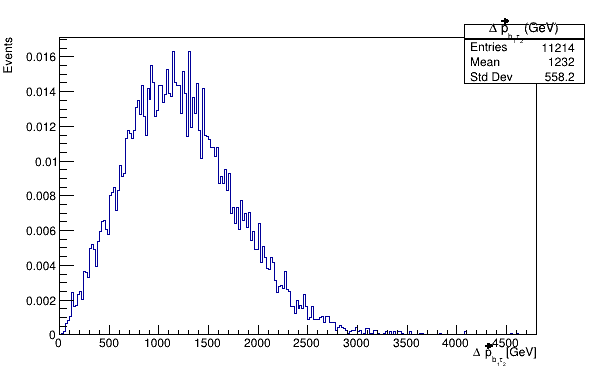 Δ p⃗_{b₁τ₂} (GeV)
Entries 11214
Mean 1232
Std Dev 558.2
Events
0.016
0.014
0.012
0.01
0.008
0.006
0.004
0.002
0
0 500 1000 1500 2000 2500 3000 3500 4000 4500
Δ p⃗_{b₁τ₂} [GeV]